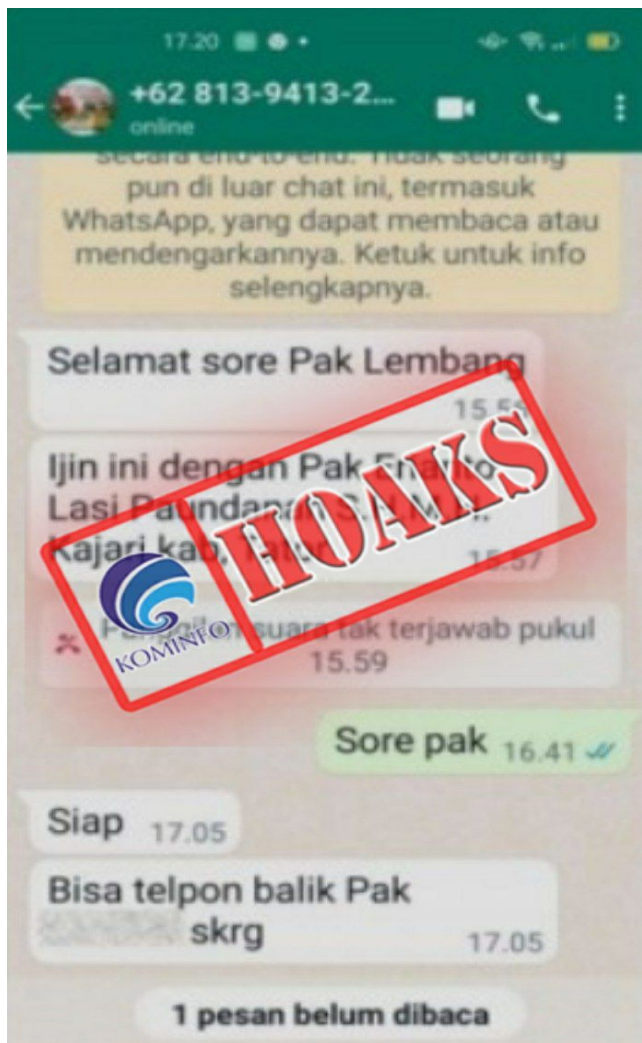 17.20
+62 813-9413-2...
online
secara end-to-end. Tidak seorang
pun di luar chat ini, termasuk
WhatsApp, yang dapat membaca atau
mendengarkannya. Ketuk untuk info
selengkapnya.
Selamat sore Pak Lembang
15.55
Ijin ini dengan Pak
Lasi Paundanan S.H,M.H.
Kajari kab, Tator
15.57
HOAKS
KOMINFO
Panggilan suara tak terjawab pukul
15.59
Sore pak 16.41
Siap 17.05
Bisa telpon balik Pak
skrg 17.05
1 pesan belum dibaca